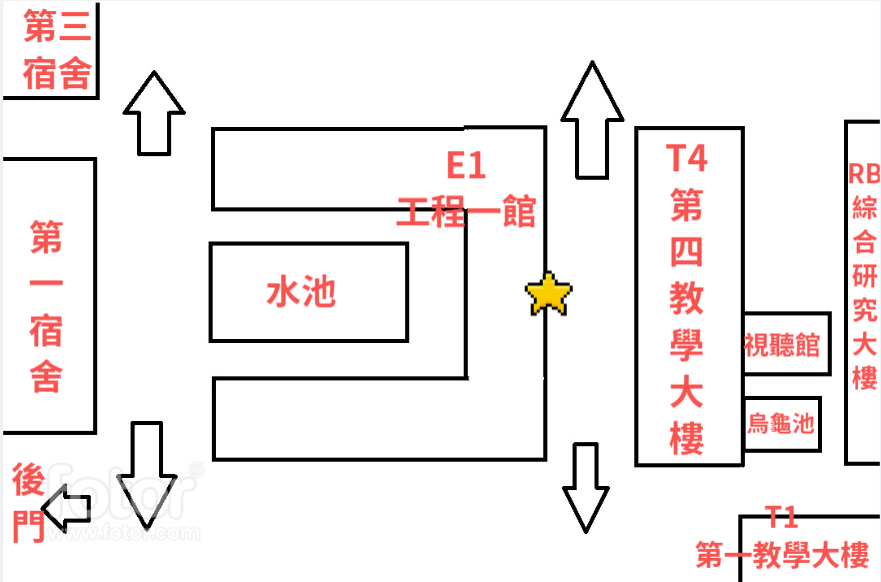 第三
宿舍
第一宿舍
後門
E1
工程一館
水池
T4
第四教學大樓
視聽館
烏龜池
RB
綜合研究大樓
T1
第一教學大樓
fotor®
www.fotor.com